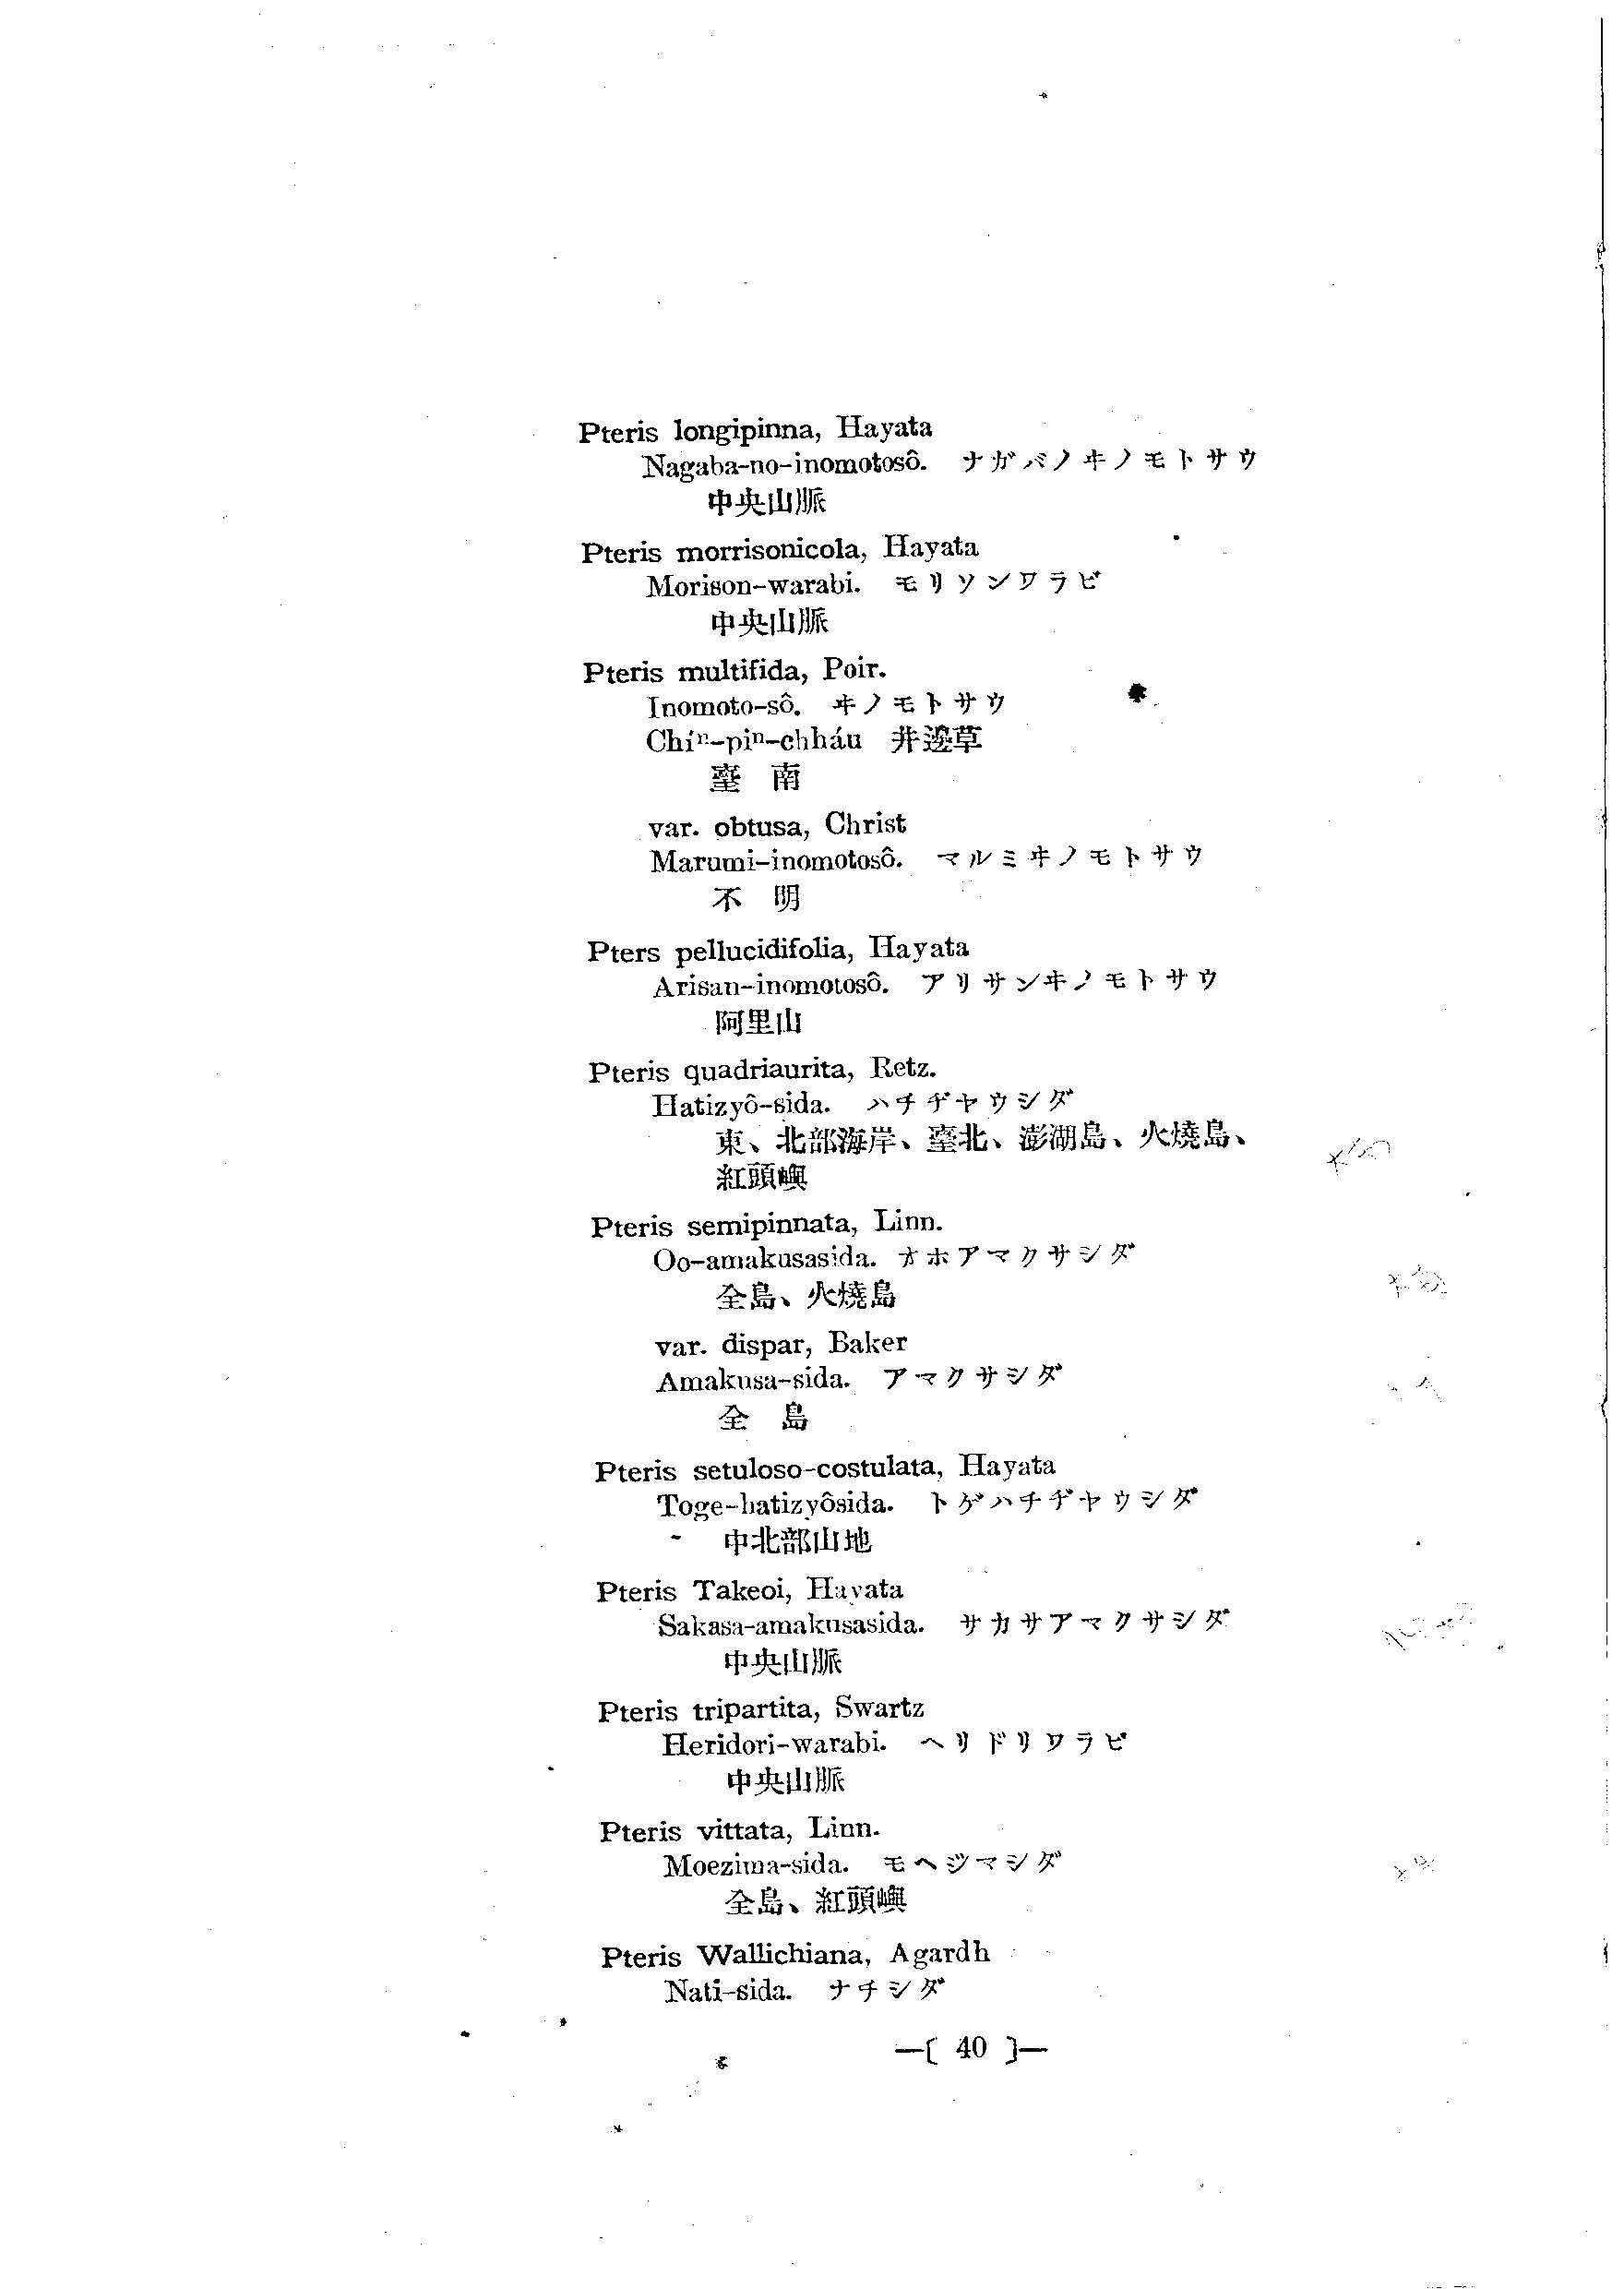 Pteris longipinna, Hayata
Nagaba-no-inomotosô. ナガバノヰノモトサウ
中央山脈
Pteris morrisonicola, Hayata
Morison-warabi. モリソンワラビ
中央山脈
Pteris multifida, Poir.
Inomoto-sô. ヰノモトサウ
Chíⁿ-piⁿ-chháu 井邊草
臺 南
var. obtusa, Christ
Marumi-inomotosô. マルミヰノモトサウ
不 明
Pters pellucidifolia, Hayata
Arisan-inomotosô. アリサンヰノモトサウ
阿里山
Pteris quadriaurita, Retz.
Hatizyô-sida. ハチヂヤウシダ
東、北部海岸、臺北、澎湖島、火燒島、
紅頭嶼
Pteris semipinnata, Linn.
Oo-amakusasida. オホアマクサシダ
全島、火燒島
var. dispar, Baker
Amakusa-sida. アマクサシダ
全 島
Pteris setuloso-costulata, Hayata
Toge-hatizyôsida. トゲハチヂヤウシダ
中北部山地
Pteris Takeoi, Hayata
Sakasa-amakusasida. サカサアマクサシダ
中央山脈
Pteris tripartita, Swartz
Heridori-warabi. ヘリドリワラビ
中央山脈
Pteris vittata, Linn.
Moezima-sida. モヘジマシダ
全島、紅頭嶼
Pteris Wallichiana, Agardh
Nati-sida. ナチシダ
—[ 40 ]—